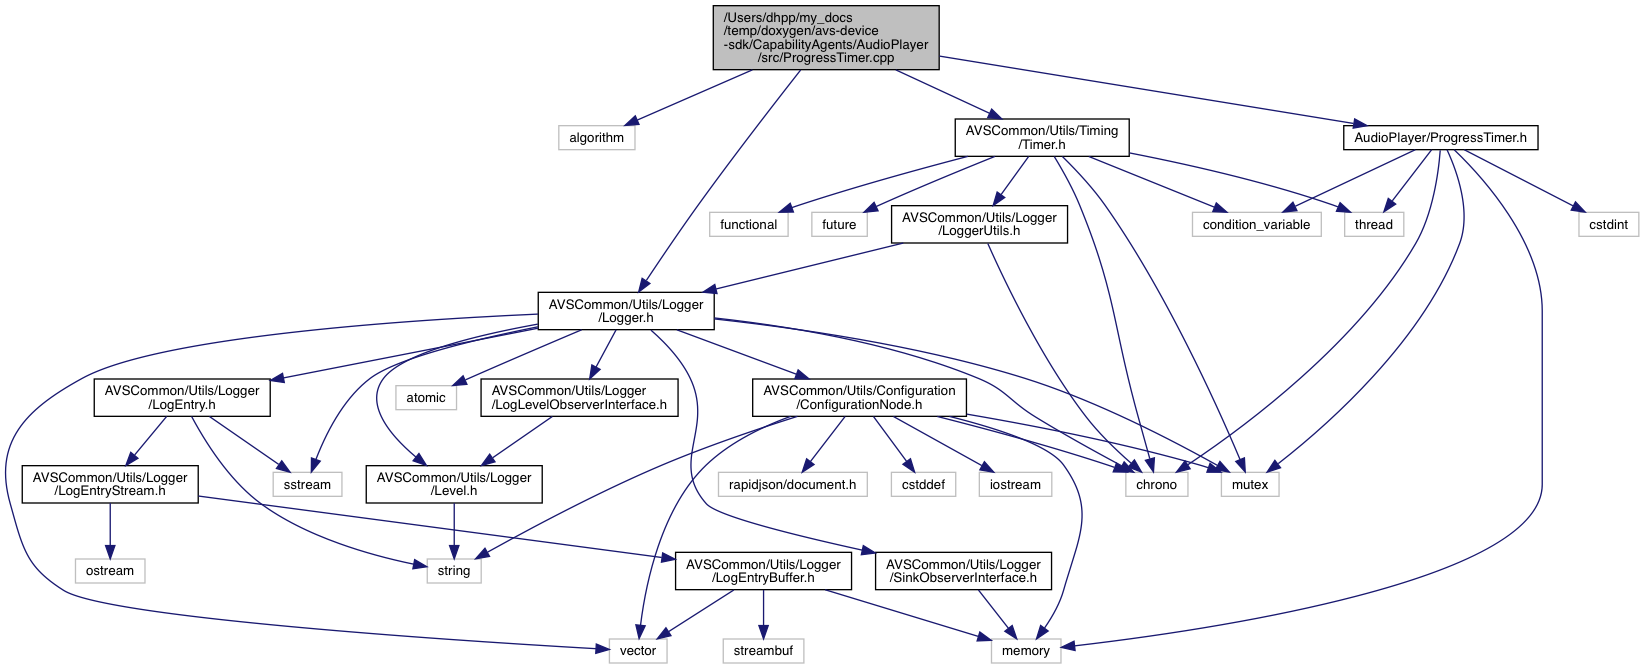 /Users/dhpp/my_docs
/temp/doxygen/avs-device
-sdk/CapabilityAgents/AudioPlayer
/src/ProgressTimer.cpp
algorithm
AVSCommon/Utils/Timing
/Timer.h
AudioPlayer/ProgressTimer.h
functional
future
AVSCommon/Utils/Logger
/LoggerUtils.h
condition_variable
thread
cstdint
AVSCommon/Utils/Logger
/Logger.h
AVSCommon/Utils/Logger
/LogEntry.h
atomic
AVSCommon/Utils/Logger
/LogLevelObserverInterface.h
AVSCommon/Utils/Configuration
/ConfigurationNode.h
AVSCommon/Utils/Logger
/LogEntryStream.h
sstream
AVSCommon/Utils/Logger
/Level.h
rapidjson/document.h
cstddef
iostream
chrono
mutex
ostream
string
AVSCommon/Utils/Logger
/LogEntryBuffer.h
AVSCommon/Utils/Logger
/SinkObserverInterface.h
vector
streambuf
memory